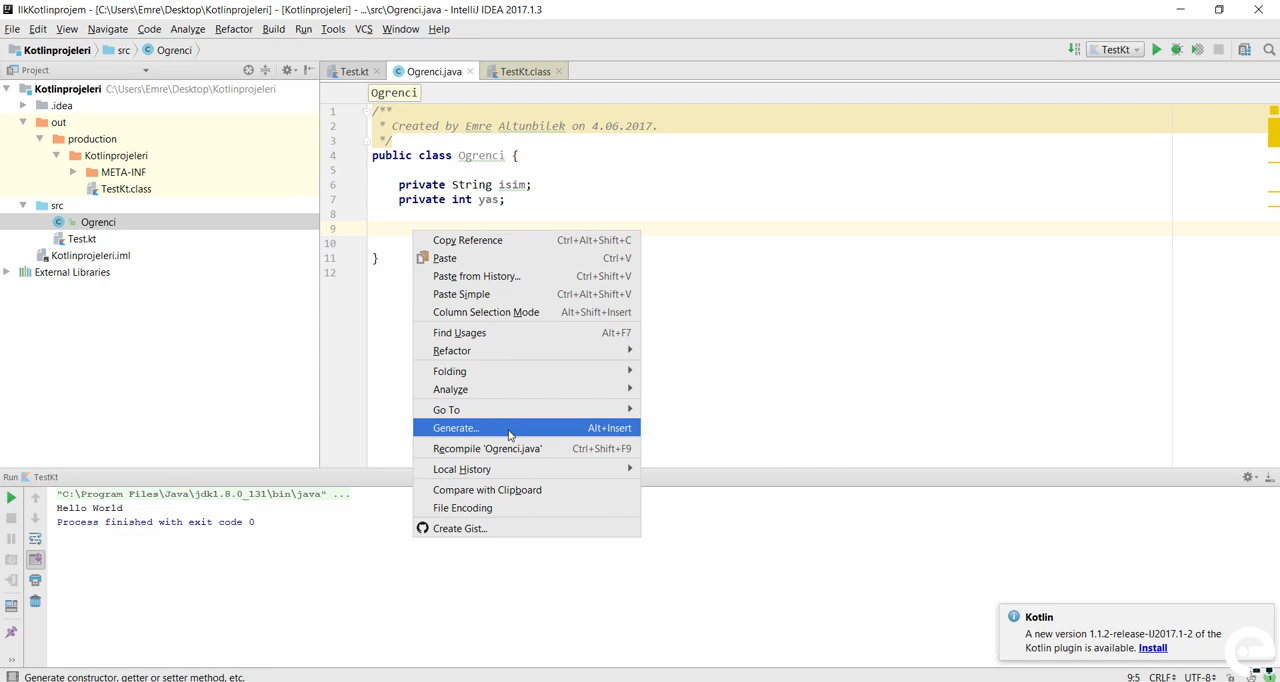 IlkKotlinprojem - [C:\Users\Emre\Desktop\Kotlinprojeleri] - [Kotlinprojeleri] - ...\src\Ogrenci.java - IntelliJ IDEA 2017.1.3
File Edit View Navigate Code Analyze Refactor Build Run Tools VCS Window Help
Kotlinprojeleri src Ogrenci TestKt
Project
Test.kt Ogrenci.java TestKt.class
Kotlinprojeleri C:\Users\Emre\Desktop\Kotlinprojeleri
.idea
out
production
Kotlinprojeleri
META-INF
TestKt.class
src
Ogrenci
Test.kt
Kotlinprojeleri.iml
External Libraries
Ogrenci
1 /**
2 * Created by Emre Altunbilek on 4.06.2017.
3 */
4 public class Ogrenci {
5
6 private String isim;
7 private int yas;
8
9
10
11 }
12
Copy Reference Ctrl+Alt+Shift+C
Paste Ctrl+V
Paste from History... Ctrl+Shift+V
Paste Simple Ctrl+Alt+Shift+V
Column Selection Mode Alt+Shift+Insert
Find Usages Alt+F7
Refactor
Folding
Analyze
Go To
Generate... Alt+Insert
Recompile 'Ogrenci.java' Ctrl+Shift+F9
Local History
Compare with Clipboard
File Encoding
Create Gist...
Run TestKt
"C:\Program Files\Java\jdk1.8.0_131\bin\java" ...
Hello World
Process finished with exit code 0
Kotlin
A new version 1.1.2-release-IJ2017.1-2 of the
Kotlin plugin is available. Install
Generate constructor, getter or setter method, etc.
9:5 CRLF UTF-8